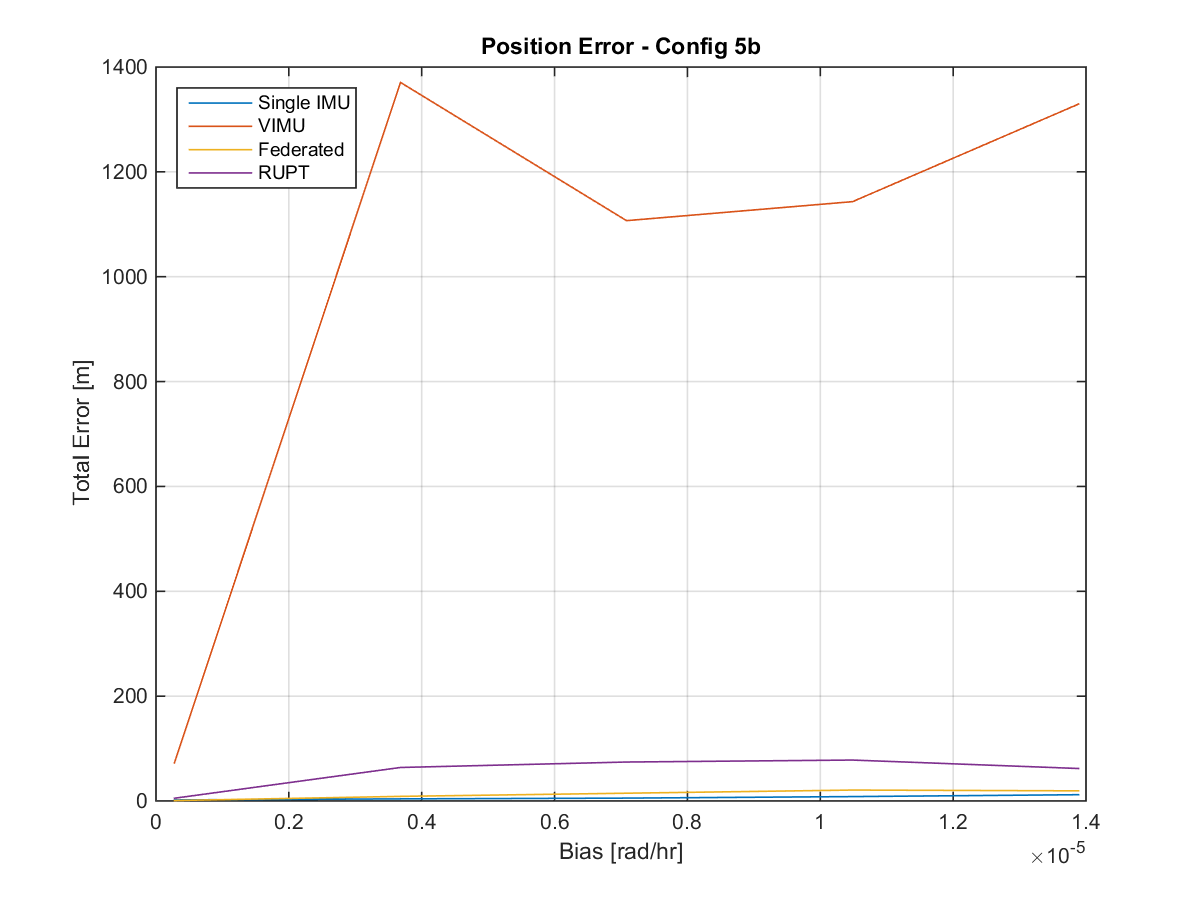 Position Error - Config 5b
1400
1200
1000
800
600
400
200
0
Total Error [m]
Single IMU
VIMU
Federated
RUPT
0 0.2 0.4 0.6 0.8 1 1.2 1.4
Bias [rad/hr]
×10-5